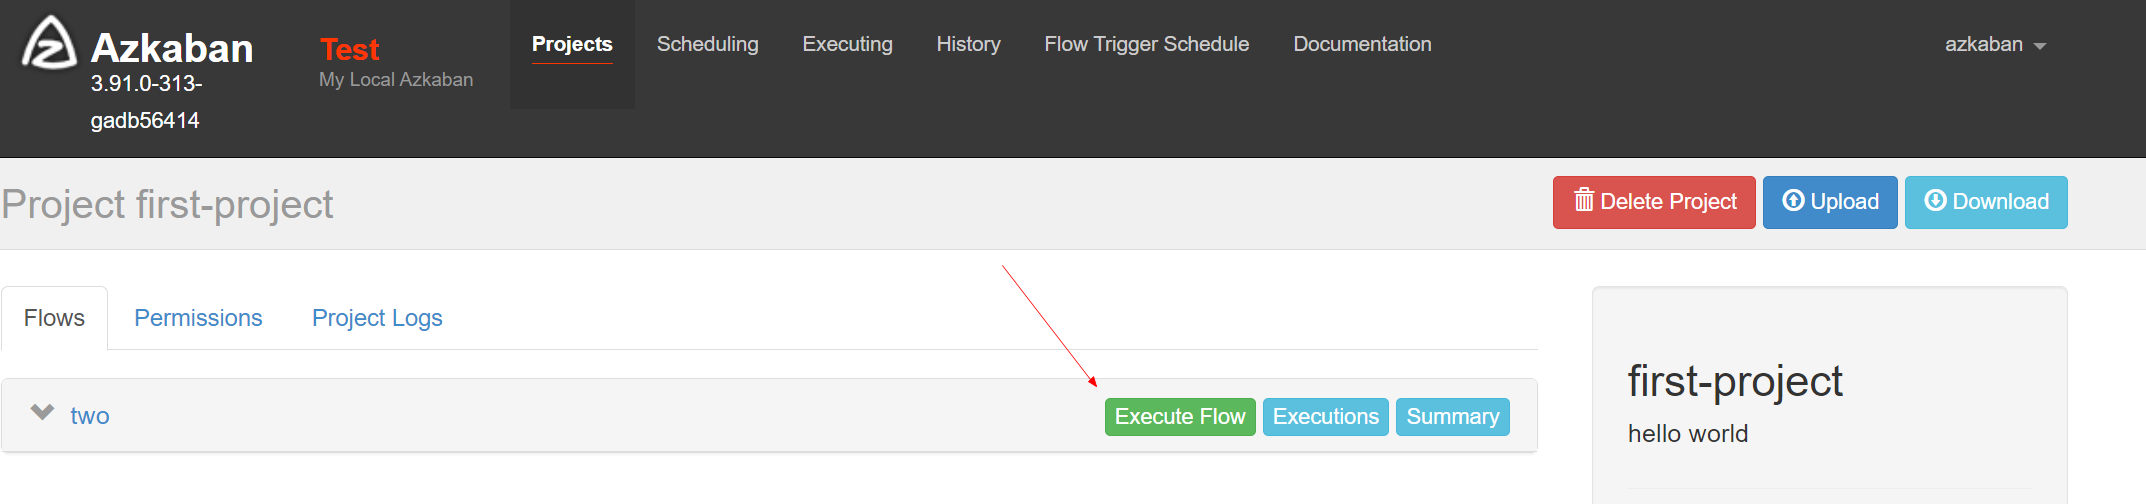 Azkaban
3.91.0-313-
gadb56414
Test
My Local Azkaban
Projects Scheduling Executing History Flow Trigger Schedule Documentation azkaban
Project first-project
Delete Project Upload Download
Flows Permissions Project Logs
two Execute Flow Executions Summary
first-project
hello world